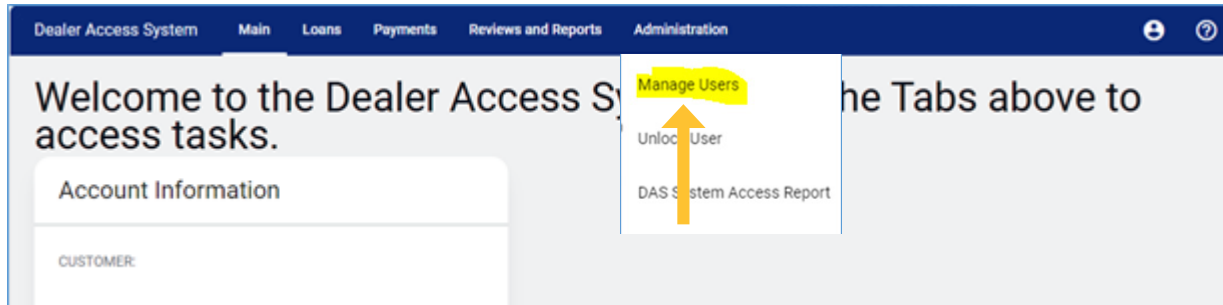 Dealer Access System Main Loans Payments Reviews and Reports Administration
Manage Users
Welcome to the Dealer Access Sy he Tabs above to
access tasks.
Unloc User
DAS S stem Access Report
Account Information
CUSTOMER: